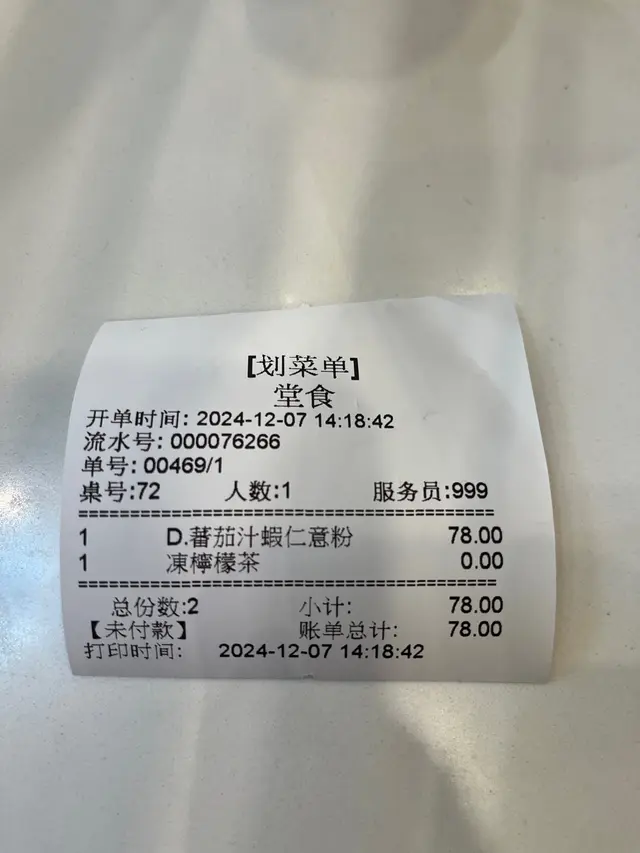 [划菜单]
堂食
开单时间: 2024-12-07 14:18:42
流水号: 000076266
单号: 00469/1
桌号:72 人数:1 服务员:999
==================================================
1 D.蕃茄汁蝦仁意粉 78.00
1 凍檸檬茶 0.00
==================================================
总份数:2 小计: 78.00
【未付款】 账单总计: 78.00
打印时间: 2024-12-07 14:18:42